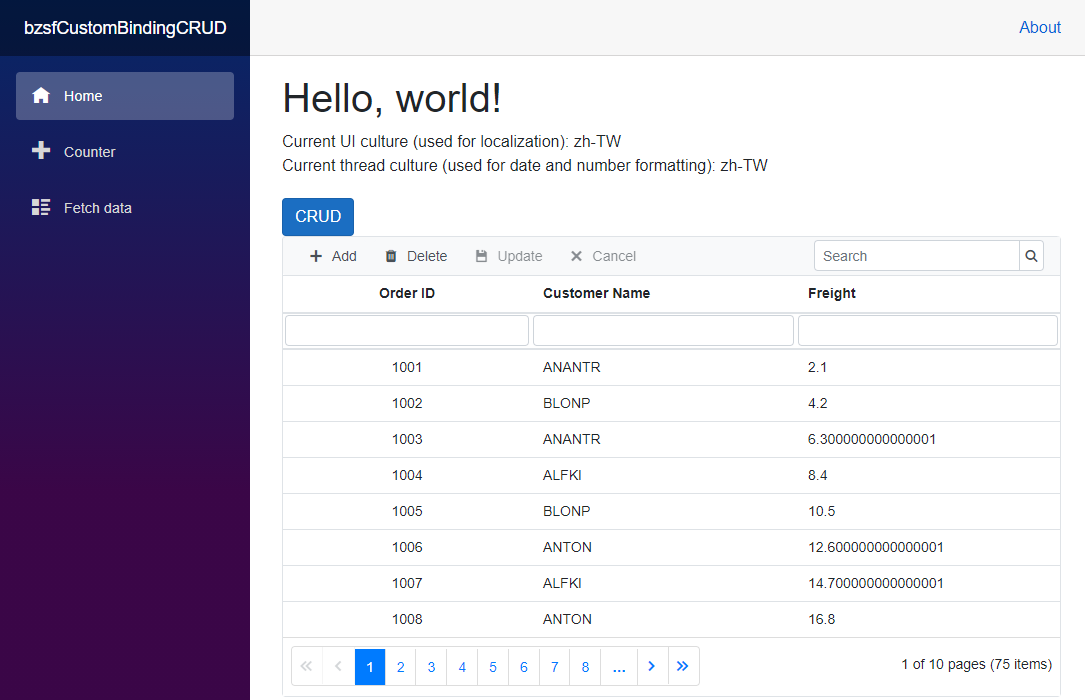 bzsfCustomBindingCRUD
About
Home
Counter
Fetch data
Hello, world!
Current UI culture (used for localization): zh-TW
Current thread culture (used for date and number formatting): zh-TW
CRUD
Add Delete Update Cancel Search
Order ID Customer Name Freight
1001 ANANTR 2.1
1002 BLONP 4.2
1003 ANANTR 6.300000000000001
1004 ALFKI 8.4
1005 BLONP 10.5
1006 ANTON 12.600000000000001
1007 ALFKI 14.700000000000001
1008 ANTON 16.8
1 2 3 4 5 6 7 8 ... 1 of 10 pages (75 items)